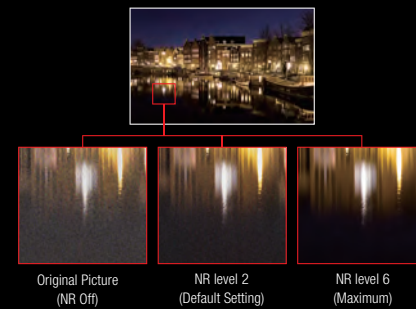 Original Picture
(NR Off)
NR level 2
(Default Setting)
NR level 6
(Maximum)